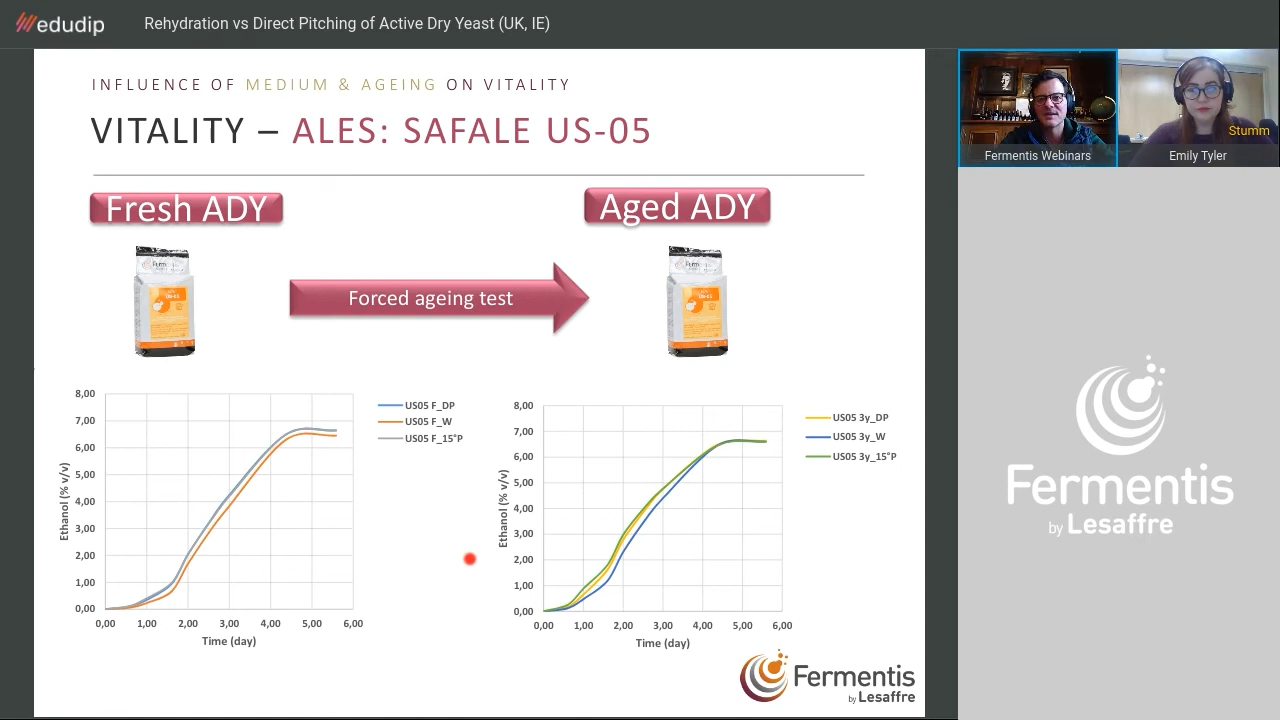 edudip
Rehydration vs Direct Pitching of Active Dry Yeast (UK, IE)
INFLUENCE OF MEDIUM & AGEING ON VITALITY
VITALITY – ALES: SAFALE US-05
Fresh ADY
Aged ADY
Forced ageing test
8,00
7,00
6,00
5,00
4,00
3,00
2,00
1,00
0,00
Ethanol (% v/v)
0,00 1,00 2,00 3,00 4,00 5,00 6,00
Time (day)
US05 F_DP
US05 F_W
US05 F_15°P
8,00
7,00
6,00
5,00
4,00
3,00
2,00
1,00
0,00
Ethanol (% v/v)
0,00 1,00 2,00 3,00 4,00 5,00 6,00
Time (day)
US05 3y_DP
US05 3y_W
US05 3y_15°P
Fermentis
by Lesaffre
Fermentis Webinars
Stumm
Emily Tyler
Fermentis
by Lesaffre